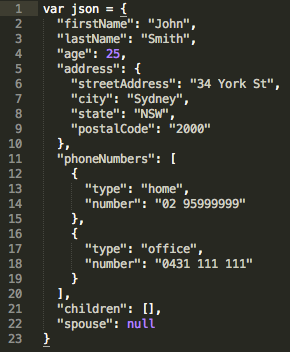 1 var json = {
2   "firstName": "John",
3   "lastName": "Smith",
4   "age": 25,
5   "address": {
6     "streetAddress": "34 York St",
7     "city": "Sydney",
8     "state": "NSW",
9     "postalCode": "2000"
10   },
11   "phoneNumbers": [
12     {
13       "type": "home",
14       "number": "02 95999999"
15     },
16     {
17       "type": "office",
18       "number": "0431 111 111"
19     }
20   ],
21   "children": [],
22   "spouse": null
23 }